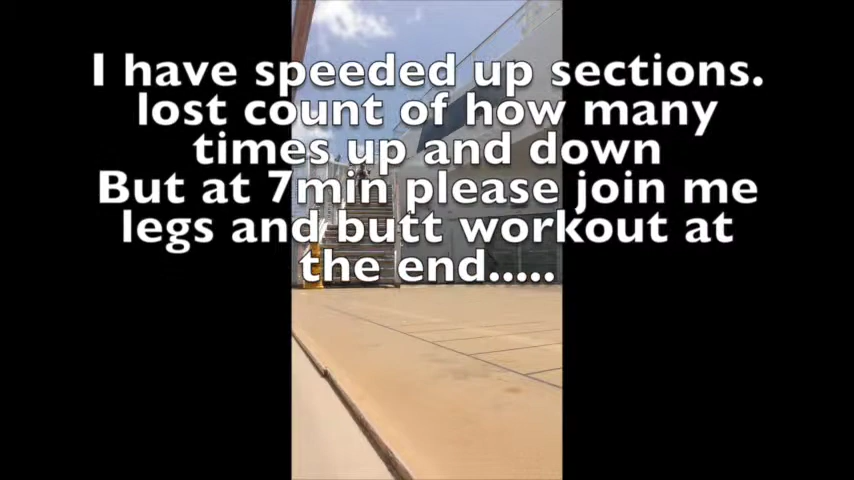 I have speeded up sections.
lost count of how many
times up and down
But at 7min please join me
legs and butt workout at
the end.....